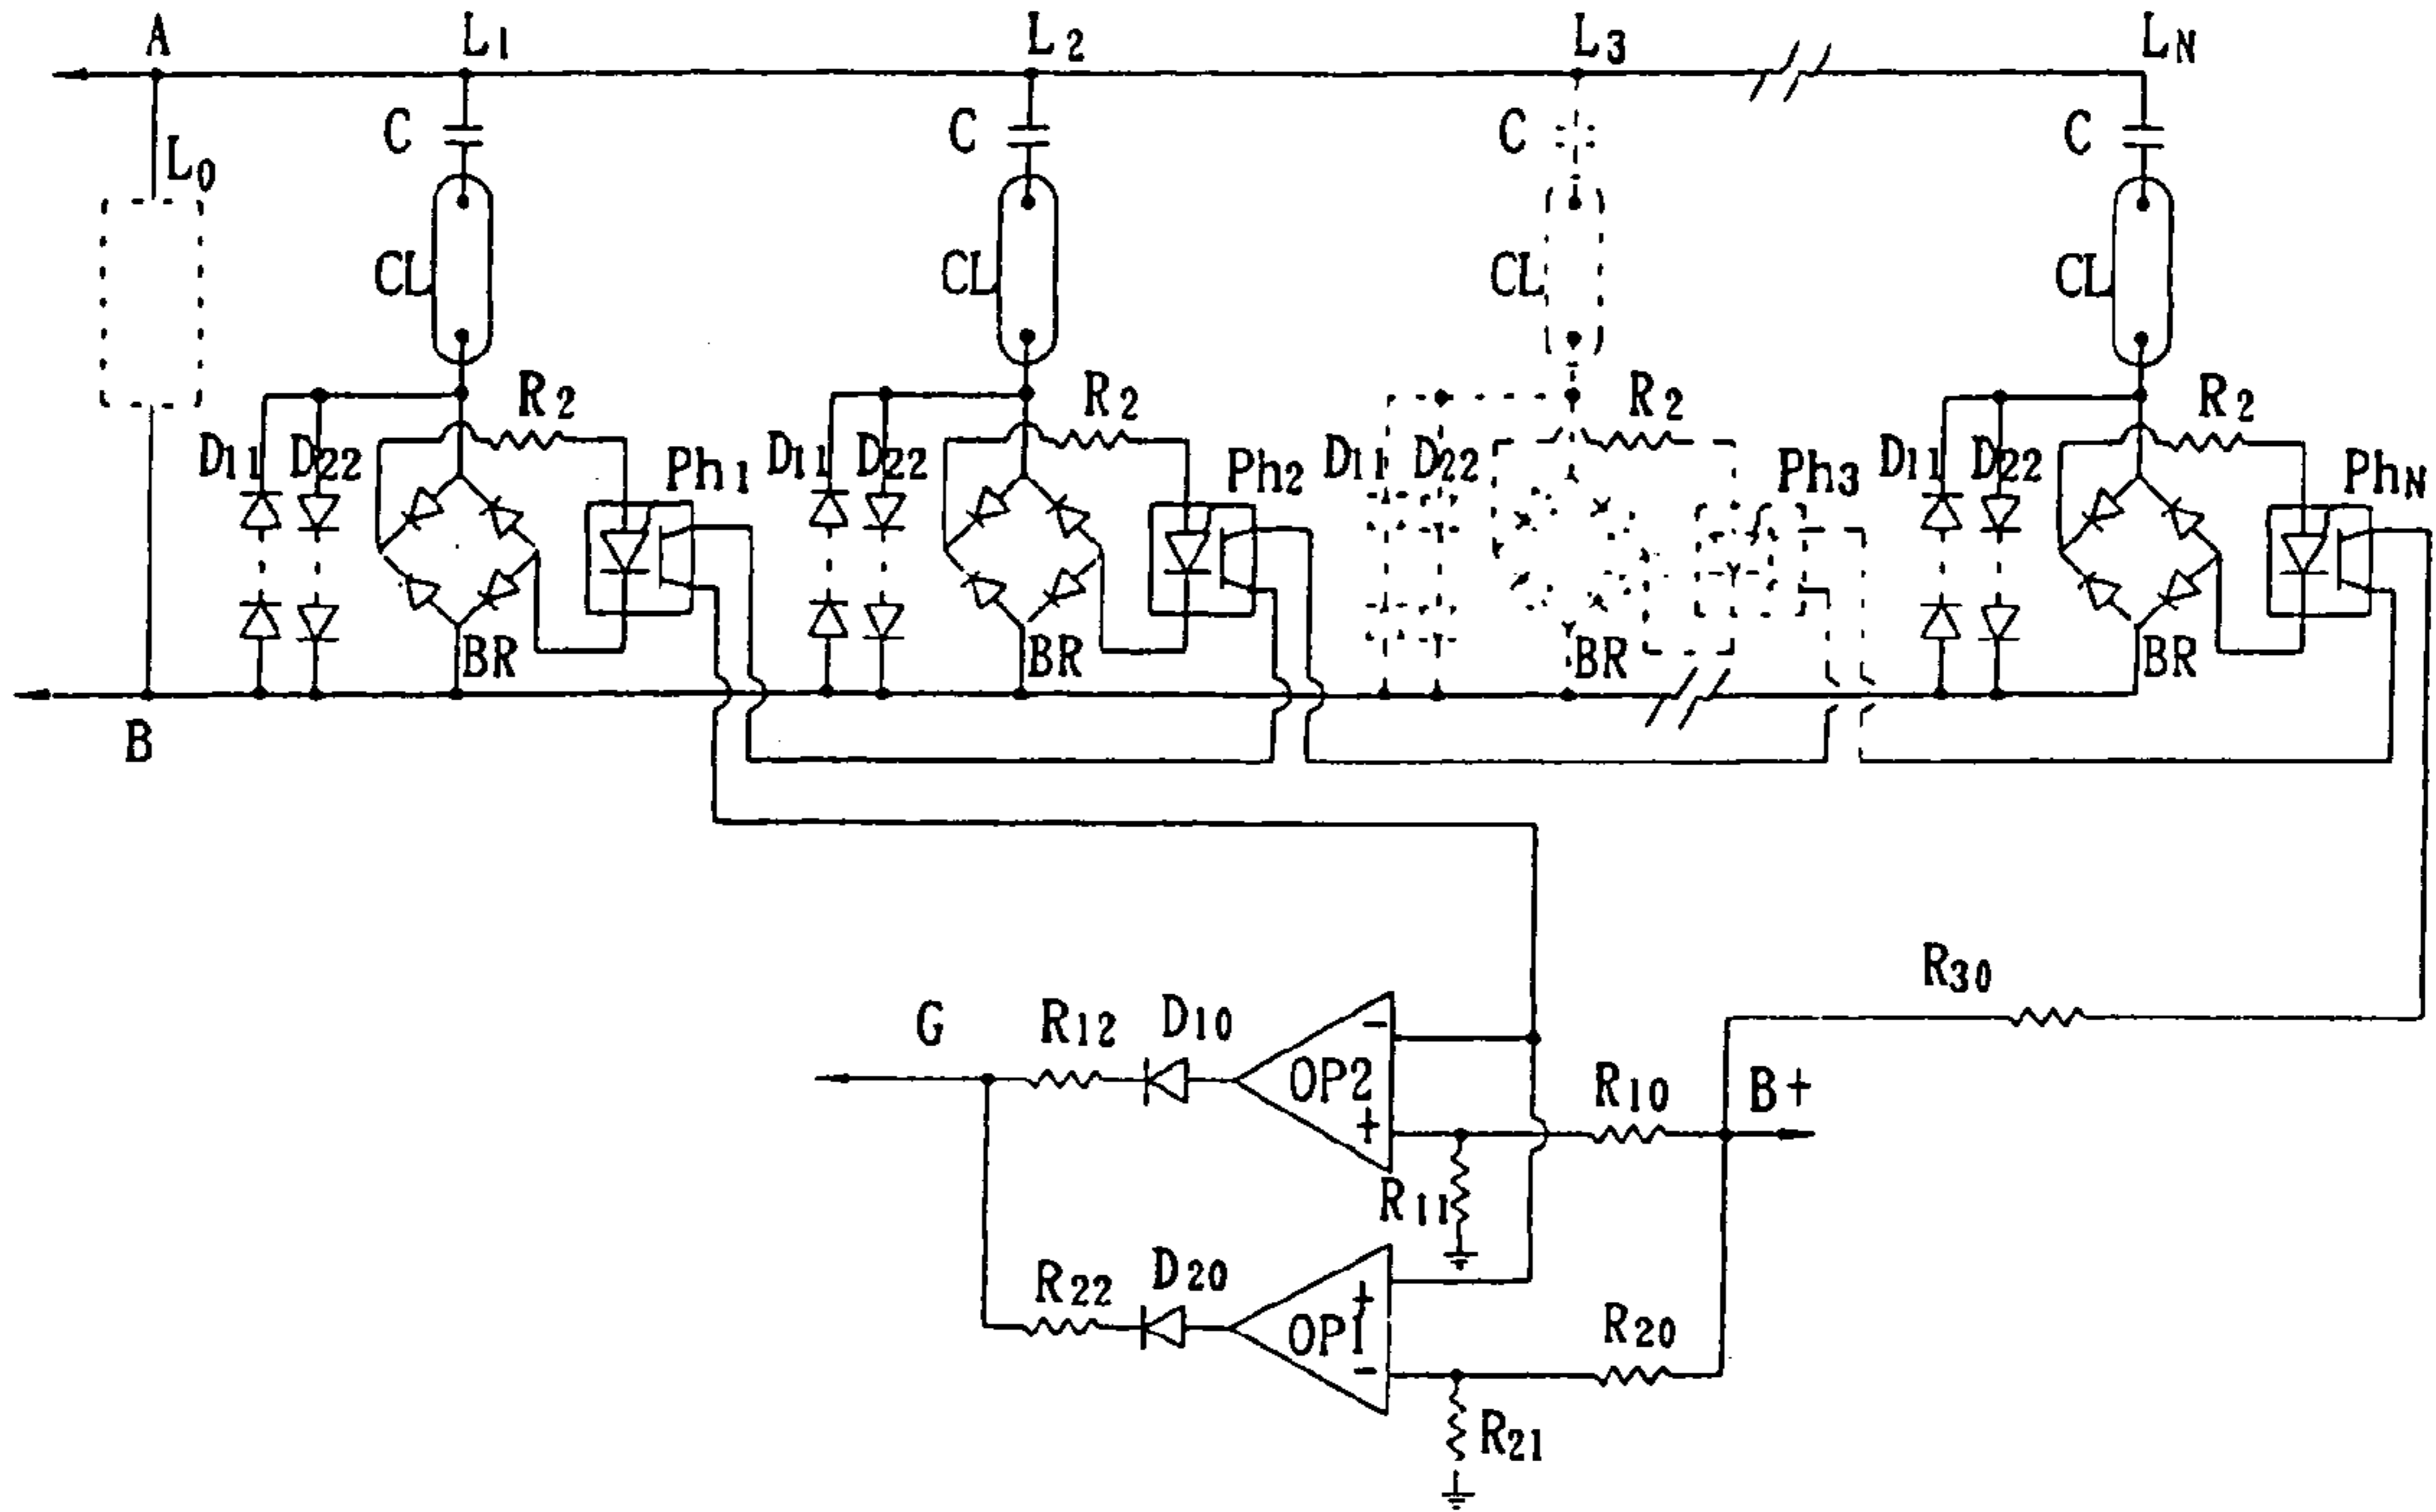 A L1 L2 L3 LN
C C C C
L0
CL CL CL CL
R2 R2 R2 R2
D11 D22 Ph1 D11 D22 Ph2 D11 D22 Ph3 D11 D22 PhN
BR BR BR BR
B
R30
G R12 D10 - OP2 + R10 B+
R11
R22 D20 + OP1 - R20
R21